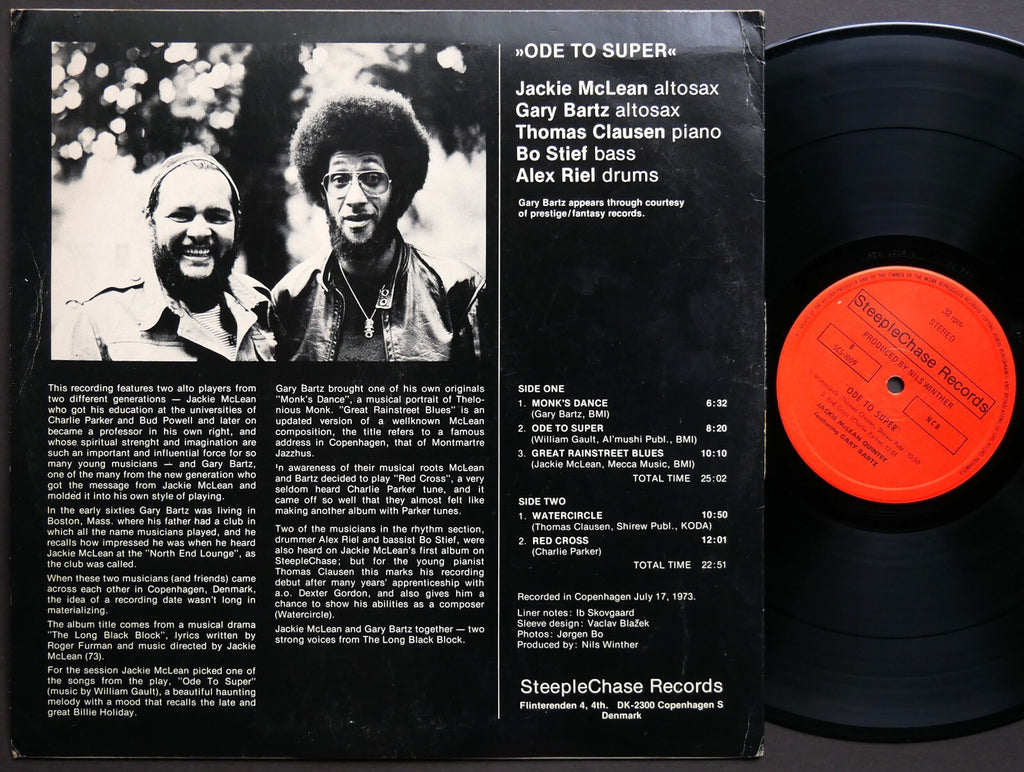 »ODE TO SUPER«
Jackie McLean altosax
Gary Bartz altosax
Thomas Clausen piano
Bo Stief bass
Alex Riel drums
Gary Bartz appears through courtesy
of prestige/fantasy records.
This recording features two alto players from
two different generations — Jackie McLean
who got his education at the universities of
Charlie Parker and Bud Powell and later on
became a professor in his own right, and
whose spiritual strenght and imagination are
such an important and influential force for so
many young musicians — and Gary Bartz,
one of the many from the new generation who
got the message from Jackie McLean and
molded it into his own style of playing.
In the early sixties Gary Bartz was living in
Boston, Mass. where his father had a club in
which all the name musicians played, and he
recalls how impressed he was when he heard
Jackie McLean at the "North End Lounge", as
the club was called.
When these two musicians (and friends) came
across each other in Copenhagen, Denmark,
the idea of a recording date wasn't long in
materializing.
The album title comes from a musical drama
"The Long Black Block", lyrics written by
Roger Furman and music directed by Jackie
McLean (73).
For the session Jackie McLean picked one of
the songs from the play, "Ode To Super"
(music by William Gault), a beautiful haunting
melody with a mood that recalls the late and
great Billie Holiday.
Gary Bartz brought one of his own originals
"Monk's Dance", a musical portrait of Thelo-
nious Monk. "Great Rainstreet Blues" is an
updated version of a wellknown McLean
composition, the title refers to a famous
address in Copenhagen, that of Montmartre
Jazzhus.
In awareness of their musical roots McLean
and Bartz decided to play "Red Cross", a very
seldom heard Charlie Parker tune, and it
came off so well that they almost felt like
making another album with Parker tunes.
Two of the musicians in the rhythm section,
drummer Alex Riel and bassist Bo Stief, were
also heard on Jackie McLean's first album on
SteepleChase; but for the young pianist
Thomas Clausen this marks his recording
debut after many years' apprenticeship with
a.o. Dexter Gordon, and also gives him a
chance to show his abilities as a composer
(Watercircle).
Jackie McLean and Gary Bartz together — two
strong voices from The Long Black Block.
SIDE ONE
1. MONK'S DANCE 6:32
(Gary Bartz, BMI)
2. ODE TO SUPER 8:20
(William Gault, Al'mushi Publ., BMI)
3. GREAT RAINSTREET BLUES 10:10
(Jackie McLean, Mecca Music, BMI)
TOTAL TIME 25:02
SIDE TWO
1. WATERCIRCLE 10:50
(Thomas Clausen, Shirew Publ., KODA)
2. RED CROSS 12:01
(Charlie Parker)
TOTAL TIME 22:51
Recorded in Copenhagen July 17, 1973.
Liner notes: Ib Skovgaard
Sleeve design: Vaclav Blažek
Photos: Jørgen Bo
Produced by: Nils Winther
SteepleChase Records
Flinterenden 4, 4th. DK-2300 Copenhagen S
Denmark
33 rpm
STEREO
SteepleChase Records
PRODUCED BY NILS WINTHER
B
SCS-1009
NCB
"ODE TO SUPER"
JACKIE McLEAN QUINTET
featuring GARY BARTZ